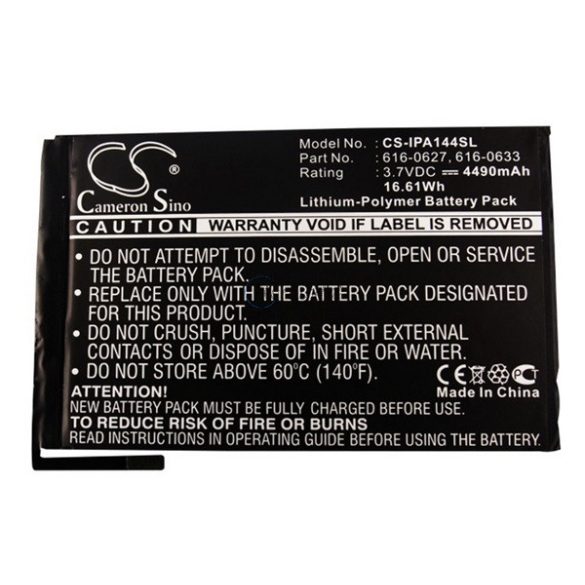 CS
Cameron Sino
Model No.: CS-IPA144SL
Part No.: 616-0627, 616-0633
Rating : 3.7VDC 4490mAh
16.61Wh
Lithium-Polymer Battery Pack
CAUTION WARRANTY VOID IF LABEL REMOVED
• DO NOT ATTEMPT TO DISASSEMBLE, OPEN OR SERVICE
THE BATTERY PACK.
• REPLACE ONLY WITH THE BATTERY PACK DESIGNATED
FOR THIS ITEM.
• DO NOT CRUSH, PUNCTURE, SHORT EXTERNAL
CONTACTS OR DISPOSE OF IN FIRE OR WATER.
• DO NOT STORE ABOVE 60°C (140°F)
CE
PCT
Made In China
ATTENTION!
NEW BATTERY PACK MUST BE FULLY CHARGED BEFORE USE.
TO REDUCE RISK OF FIRE OR BURNS
READ INSTRUCTIONS IN OPERATING GUIDE BEFORE USING BATTERY PACK.